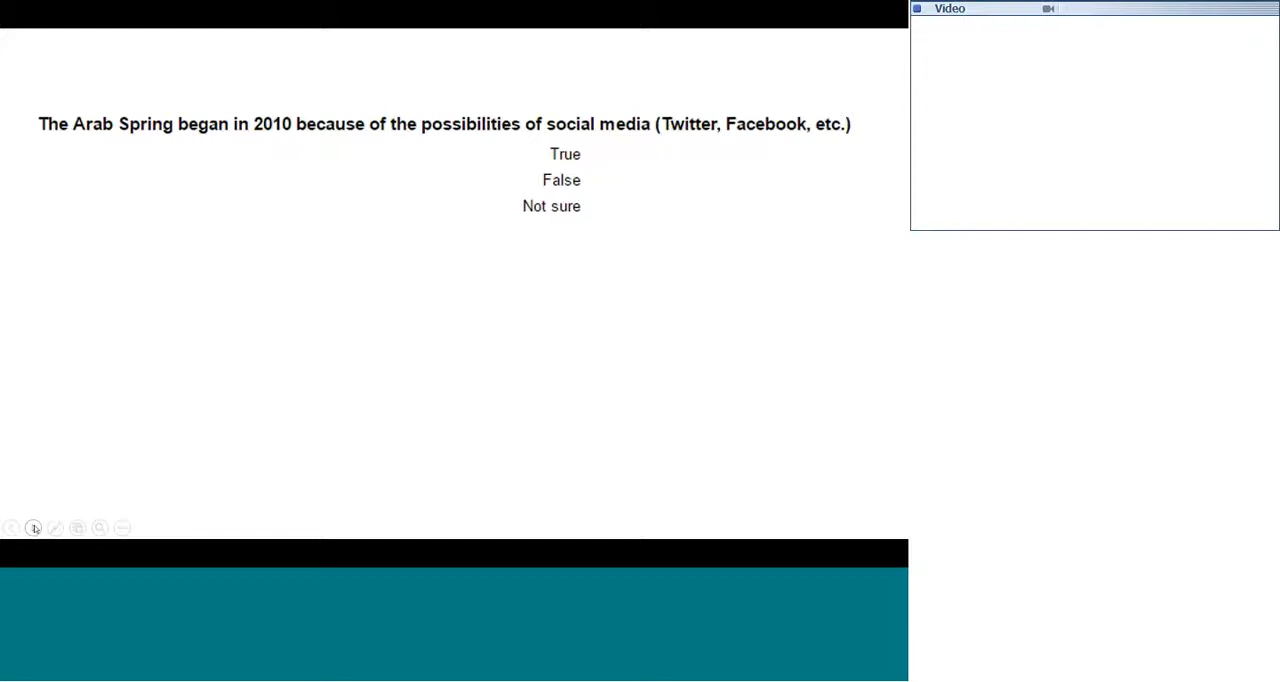 Video
The Arab Spring began in 2010 because of the possibilities of social media (Twitter, Facebook, etc.)
True
False
Not sure